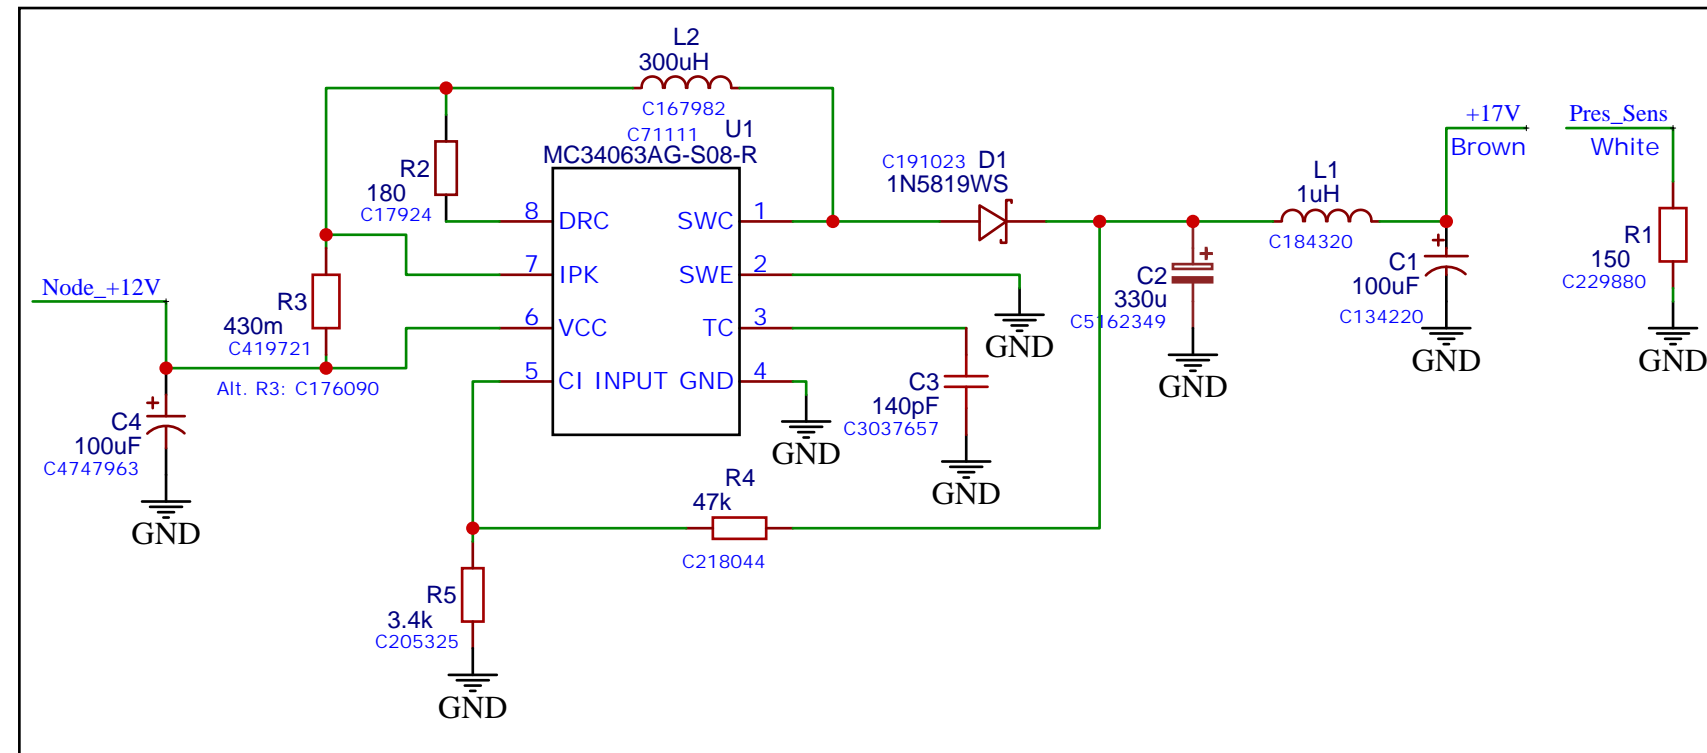 L2
300uH
C167982
C71111
U1
MC34063AG-S08-R
R2
180
C17924
8
DRC
SWC
1
7
IPK
SWE
2
6
VCC
TC
3
5
CI INPUT
GND
4
Node_+12V
R3
430m
C419721
Alt. R3: C176090
C4
100uF
C4747963
GND
C191023
D1
1N5819WS
GND
C3
140pF
C3037657
GND
GND
C2
330u
C5162349
GND
L1
1uH
C184320
+17V
Brown
C1
100uF
C134220
GND
Pres_Sens
White
R1
150
C229880
GND
R4
47k
C218044
R5
3.4k
C205325
GND